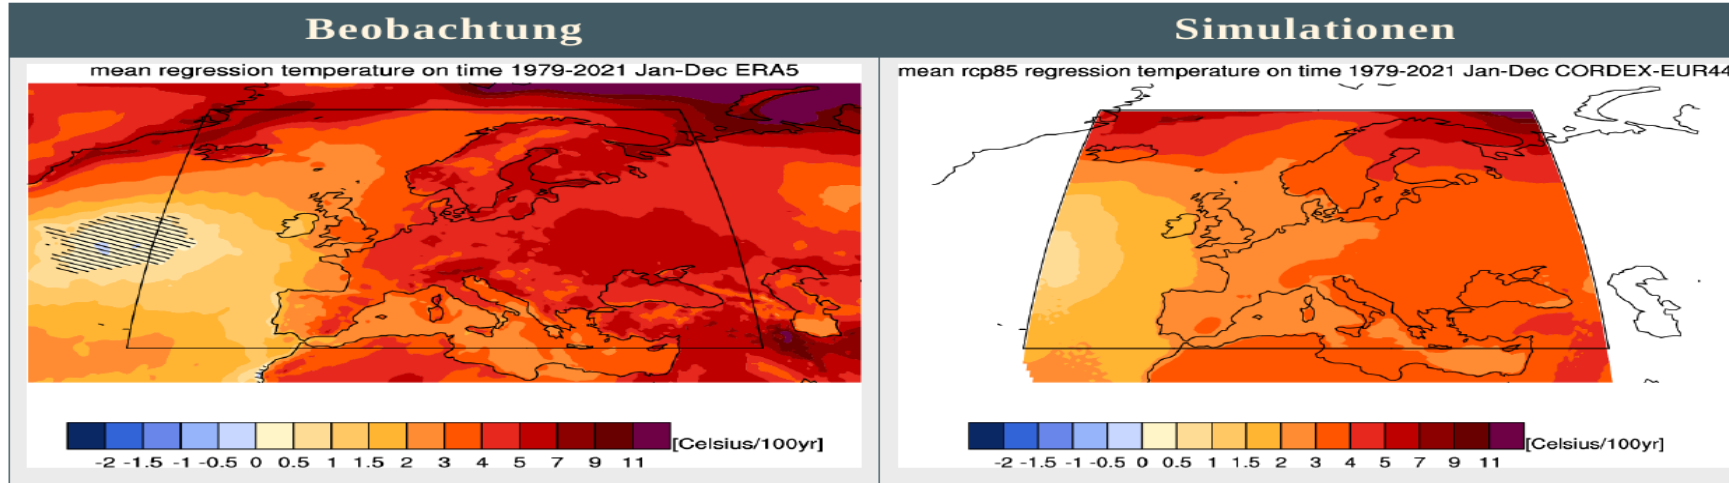 Beobachtung
Simulationen
mean regression temperature on time 1979-2021 Jan-Dec ERA5
mean rcp85 regression temperature on time 1979-2021 Jan-Dec CORDEX-EUR44
[Celsius/100yr]
-2 -1.5 -1 -0.5 0 0.5 1 1.5 2 3 4 5 7 9 11
[Celsius/100yr]
-2 -1.5 -1 -0.5 0 0.5 1 1.5 2 3 4 5 7 9 11